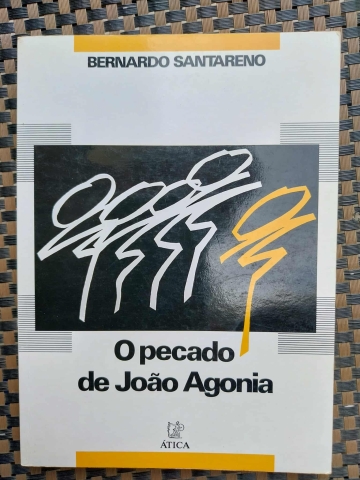 BERNARDO SANTARENO
O pecado
de João Agonia
ÁTICA